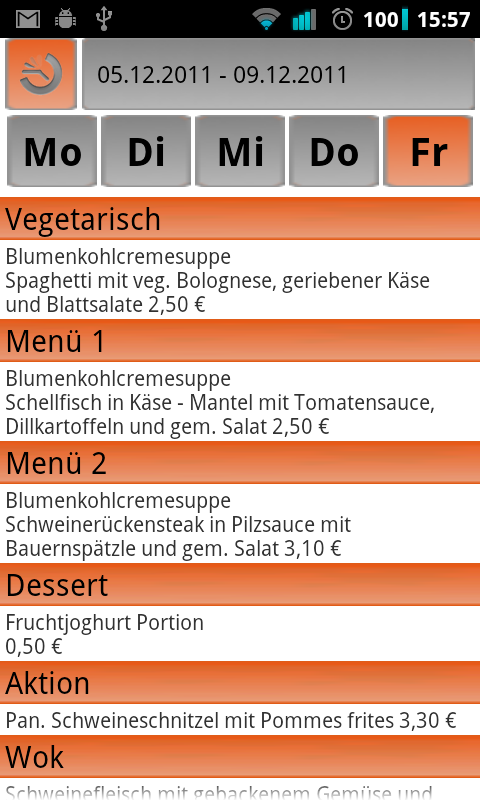 100 15:57
05.12.2011 - 09.12.2011
Mo Di Mi Do Fr
Vegetarisch
Blumenkohlcremesuppe
Spaghetti mit veg. Bolognese, geriebener Käse
und Blattsalate 2,50 €
Menü 1
Blumenkohlcremesuppe
Schellfisch in Käse - Mantel mit Tomatensauce,
Dillkartoffeln und gem. Salat 2,50 €
Menü 2
Blumenkohlcremesuppe
Schweinerückensteak in Pilzsauce mit
Bauernspätzle und gem. Salat 3,10 €
Dessert
Fruchtjoghurt Portion
0,50 €
Aktion
Pan. Schweineschnitzel mit Pommes frites 3,30 €
Wok
Schweinefleisch mit gebackenem Gemüse und